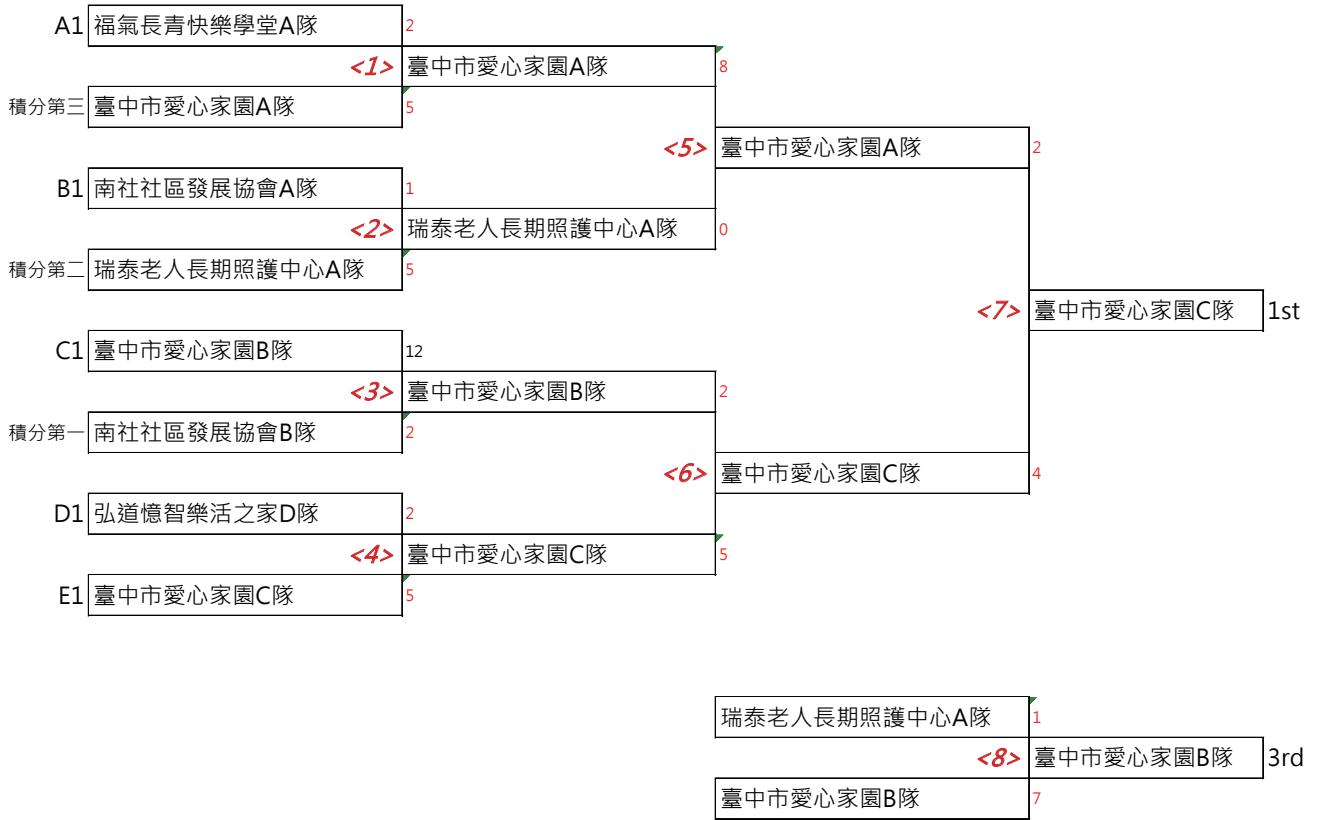 A1 福氣長青快樂學堂A隊 2
<1> 臺中市愛心家園A隊 8
積分第三 臺中市愛心家園A隊 5
<5> 臺中市愛心家園A隊 2
B1 南社社區發展協會A隊 1
<2> 瑞泰老人長期照護中心A隊 0
積分第二 瑞泰老人長期照護中心A隊 5
<7> 臺中市愛心家園C隊 1st
C1 臺中市愛心家園B隊 12
<3> 臺中市愛心家園B隊 2
積分第一 南社社區發展協會B隊 2
<6> 臺中市愛心家園C隊 4
D1 弘道憶智樂活之家D隊 2
<4> 臺中市愛心家園C隊 5
E1 臺中市愛心家園C隊 5
瑞泰老人長期照護中心A隊 1
<8> 臺中市愛心家園B隊 3rd
臺中市愛心家園B隊 7